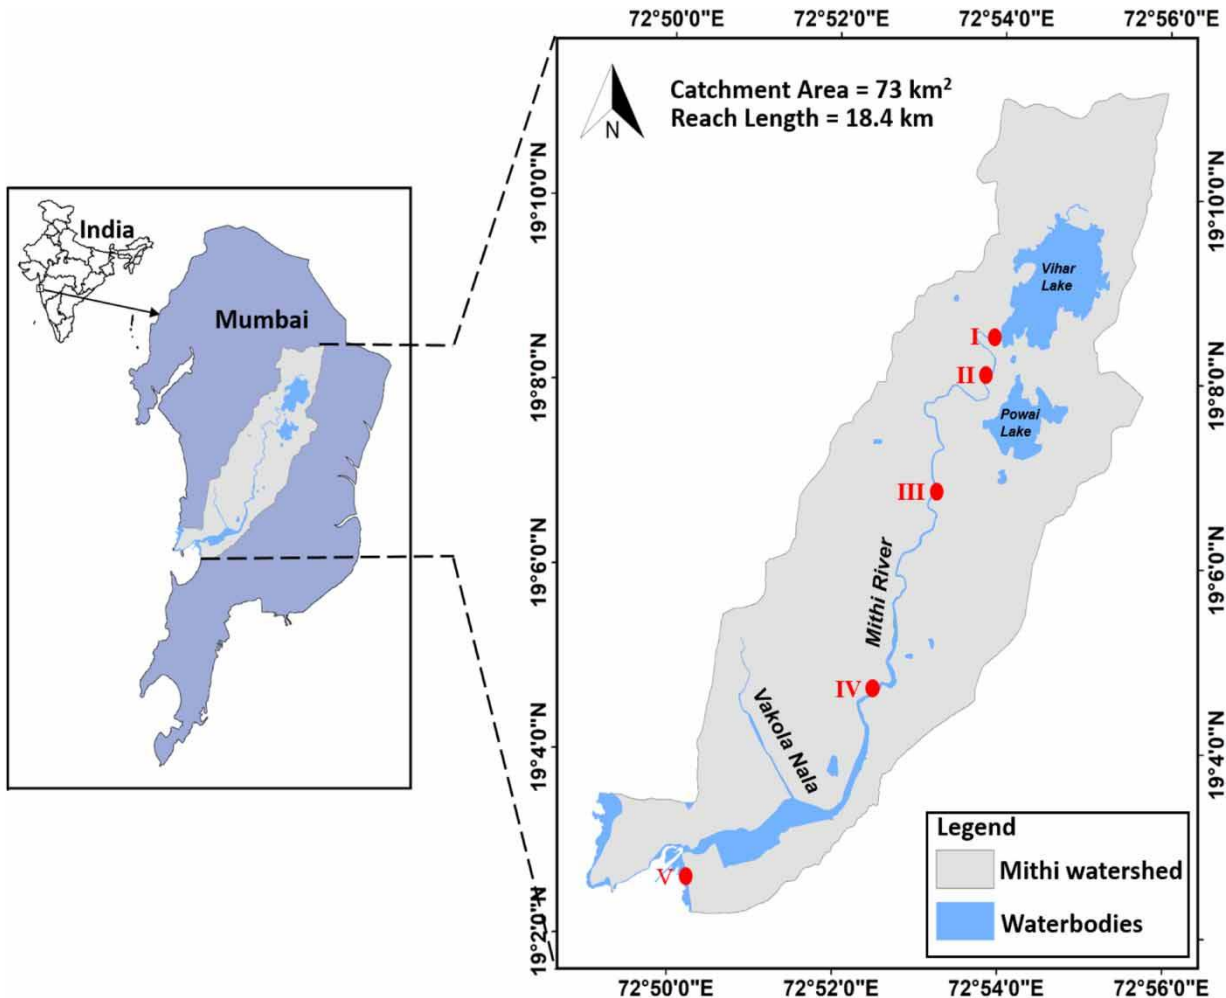 72°50'0"E 72°52'0"E 72°54'0"E 72°56'0"E
Catchment Area = 73 km²
Reach Length = 18.4 km
N
India
Mumbai
19°10'0"N
19°8'0"N
19°6'0"N
19°4'0"N
19°2'0"N
Vihar
Lake
I
II
Powai
Lake
III
Mithi River
IV
Vakola Nala
V
19°10'0"N
19°8'0"N
19°6'0"N
19°4'0"N
Legend
Mithi watershed
Waterbodies
72°50'0"E 72°52'0"E 72°54'0"E 72°56'0"E